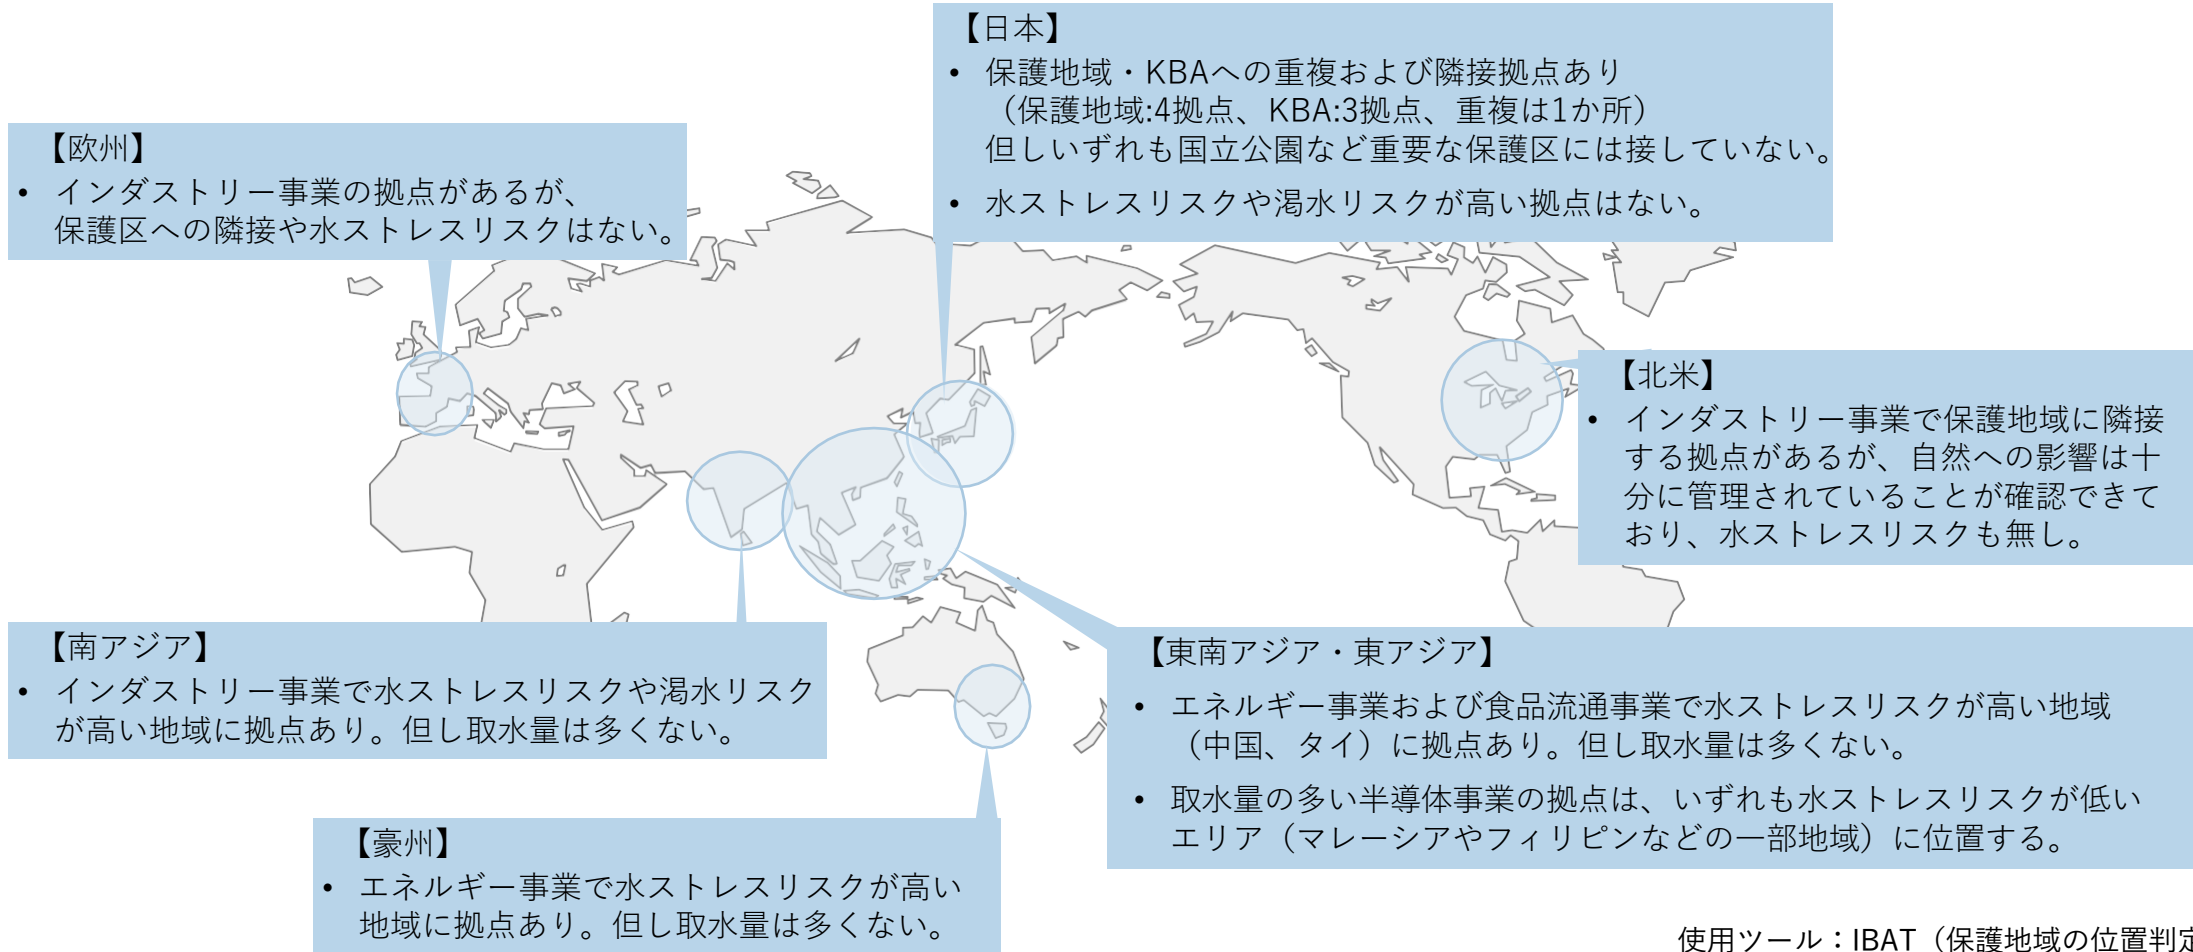 【日本】
• 保護地域・KBAへの重複および隣接拠点あり
（保護地域:4拠点、KBA:3拠点、重複は1か所）
但しいずれも国立公園など重要な保護区には接していない。
• 水ストレスリスクや渇水リスクが高い拠点はない。
【欧州】
• インダストリー事業の拠点があるが、
保護区への隣接や水ストレスリスクはない。
【北米】
• インダストリー事業で保護地域に隣接
する拠点があるが、自然への影響は十
分に管理されていることが確認できて
おり、水ストレスリスクも無し。
【南アジア】
• インダストリー事業で水ストレスリスクや渇水リスク
が高い地域に拠点あり。但し取水量は多くない。
【東南アジア・東アジア】
• エネルギー事業および食品流通事業で水ストレスリスクが高い地域
（中国、タイ）に拠点あり。但し取水量は多くない。
• 取水量の多い半導体事業の拠点は、いずれも水ストレスリスクが低い
エリア（マレーシアやフィリピンなどの一部地域）に位置する。
【豪州】
• エネルギー事業で水ストレスリスクが高い
地域に拠点あり。但し取水量は多くない。
使用ツール：IBAT（保護地域の位置判定